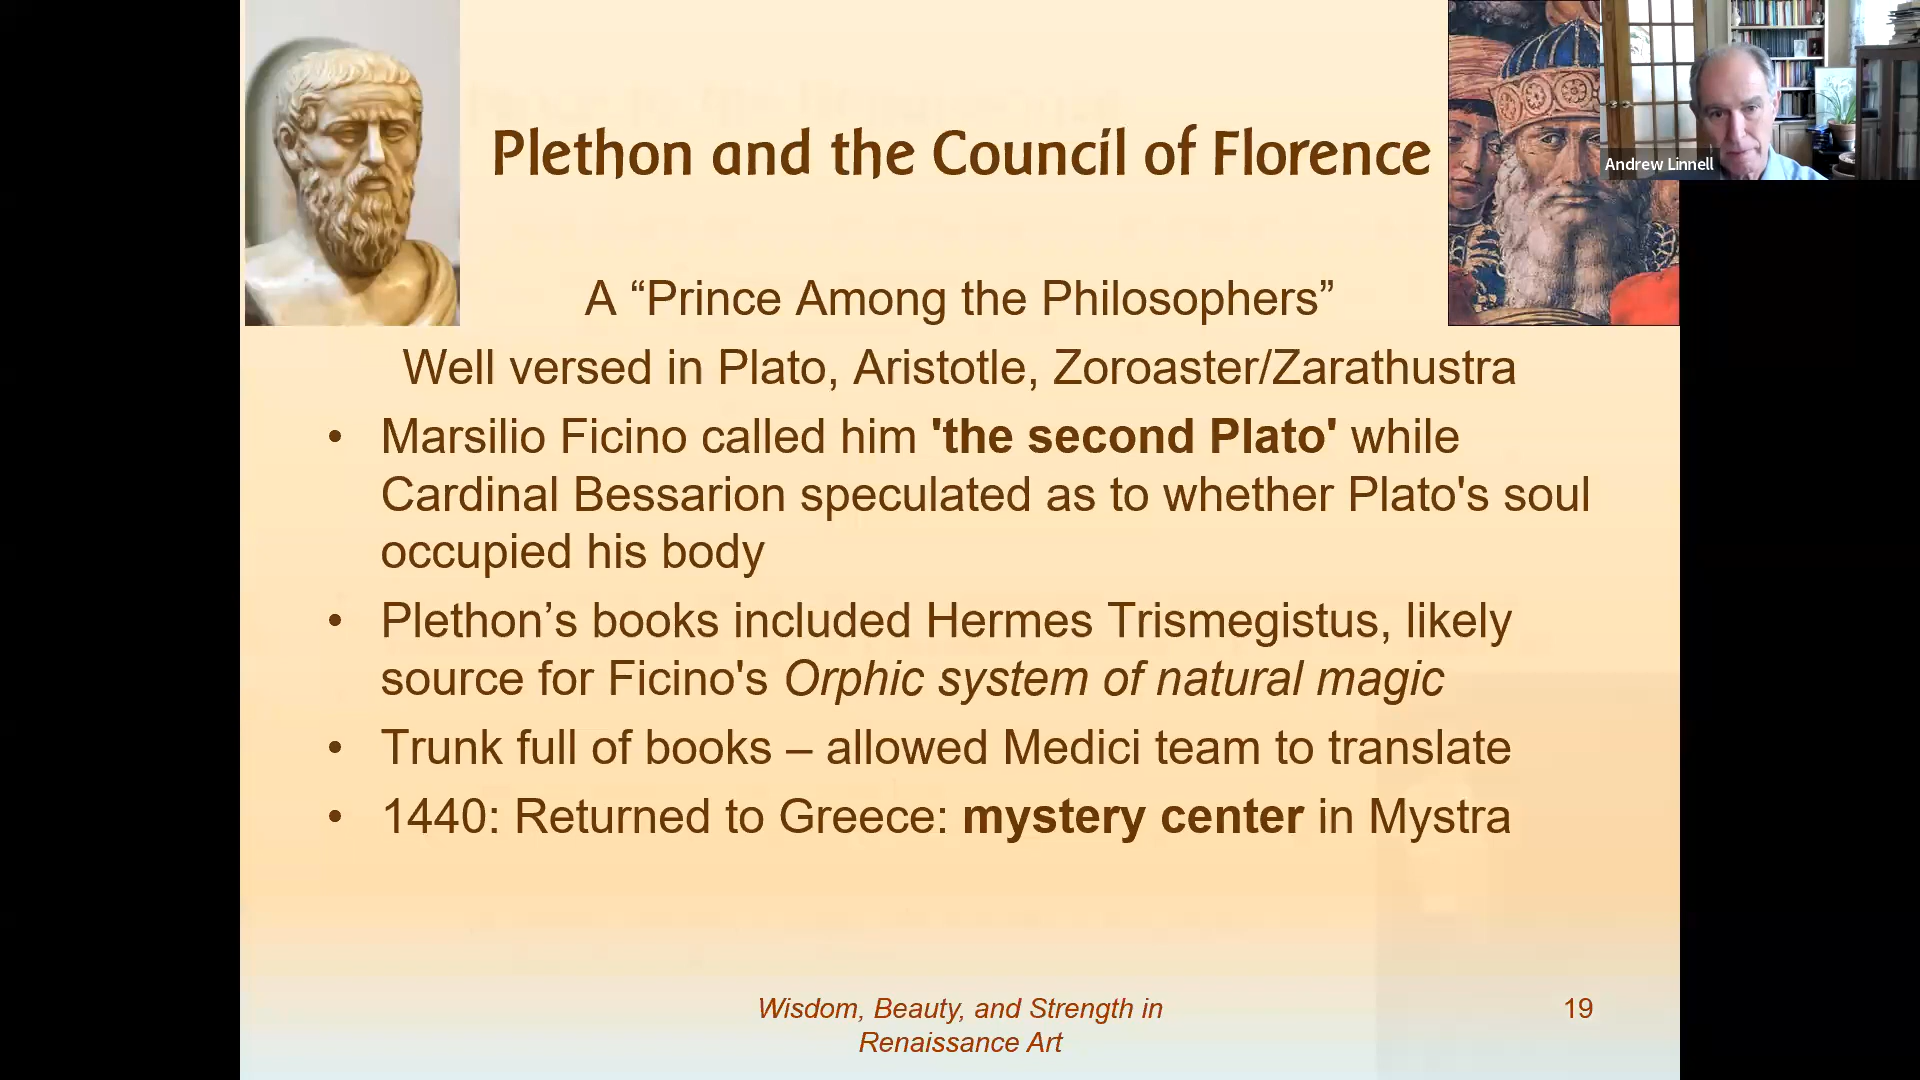 Plethon and the Council of Florence
Andrew Linnell
A “Prince Among the Philosophers”
Well versed in Plato, Aristotle, Zoroaster/Zarathustra
• Marsilio Ficino called him 'the second Plato' while
Cardinal Bessarion speculated as to whether Plato's soul
occupied his body
• Plethon’s books included Hermes Trismegistus, likely
source for Ficino's Orphic system of natural magic
• Trunk full of books – allowed Medici team to translate
• 1440: Returned to Greece: mystery center in Mystra
Wisdom, Beauty, and Strength in
Renaissance Art
19